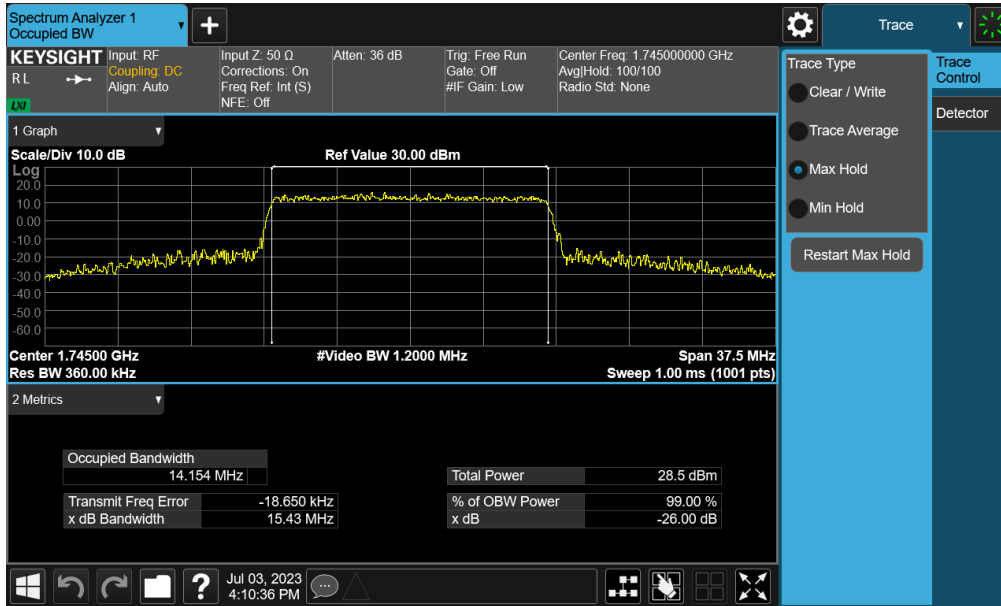 Spectrum Analyzer 1
Occupied BW
+
Trace
KEYSIGHT
RL
LXI
Input: RF
Coupling: DC
Align: Auto
Input Z: 50 Ω
Corrections: On
Freq Ref: Int (S)
NFE: Off
Atten: 36 dB
Trig: Free Run
Gate: Off
#IF Gain: Low
Center Freq: 1.745000000 GHz
Avg|Hold: 100/100
Radio Std: None
Trace Type
Clear / Write
Trace Average
Max Hold
Min Hold
Restart Max Hold
Trace
Control
Detector
1 Graph
Scale/Div 10.0 dB
Ref Value 30.00 dBm
Log
20.0
10.0
0.00
-10.0
-20.0
-30.0
-40.0
-50.0
-60.0
Center 1.74500 GHz
#Video BW 1.2000 MHz
Span 37.5 MHz
Res BW 360.00 kHz
Sweep 1.00 ms (1001 pts)
2 Metrics
Occupied Bandwidth
14.154 MHz
Total Power 28.5 dBm
Transmit Freq Error -18.650 kHz
% of OBW Power 99.00 %
x dB Bandwidth 15.43 MHz
x dB -26.00 dB
?
Jul 03, 2023
4:10:36 PM